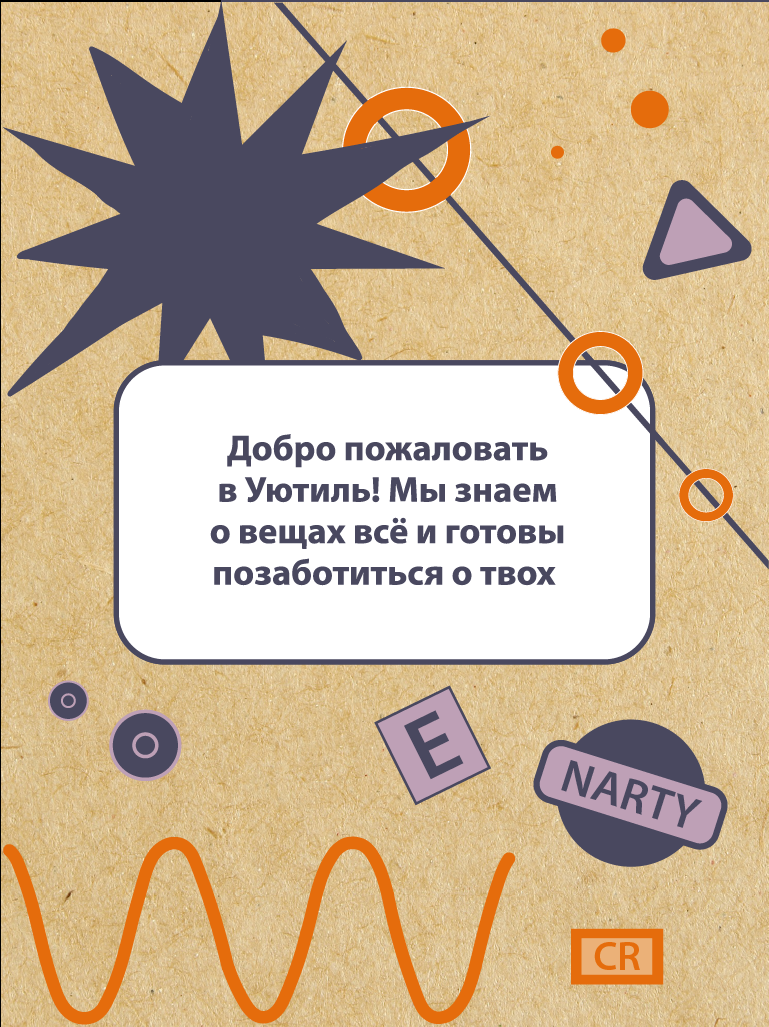 Добро пожаловать
в Уютиль! Мы знаем
о вещах всё и готовы
позаботиться о твох
E
NARTY
CR